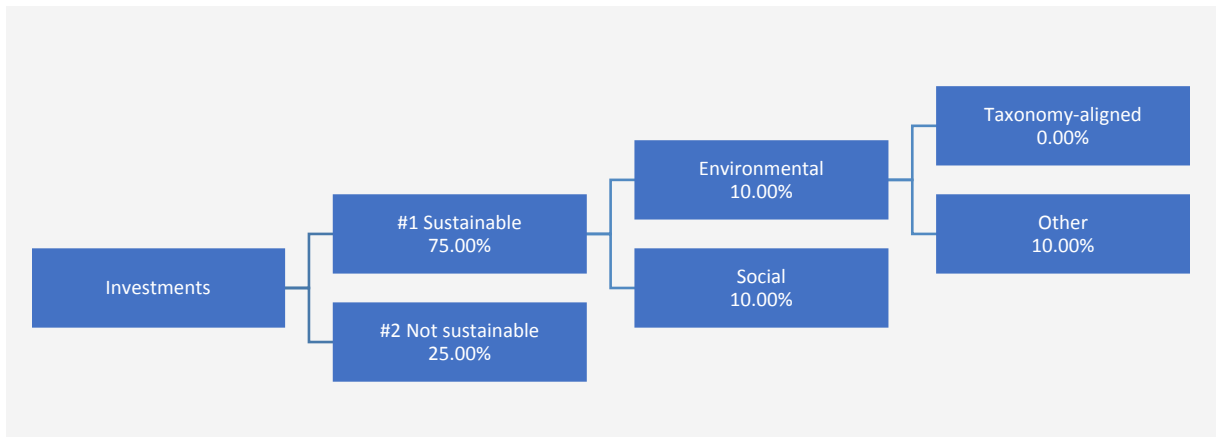 Investments
#1 Sustainable
75.00%
#2 Not sustainable
25.00%
Environmental
10.00%
Social
10.00%
Taxonomy-aligned
0.00%
Other
10.00%